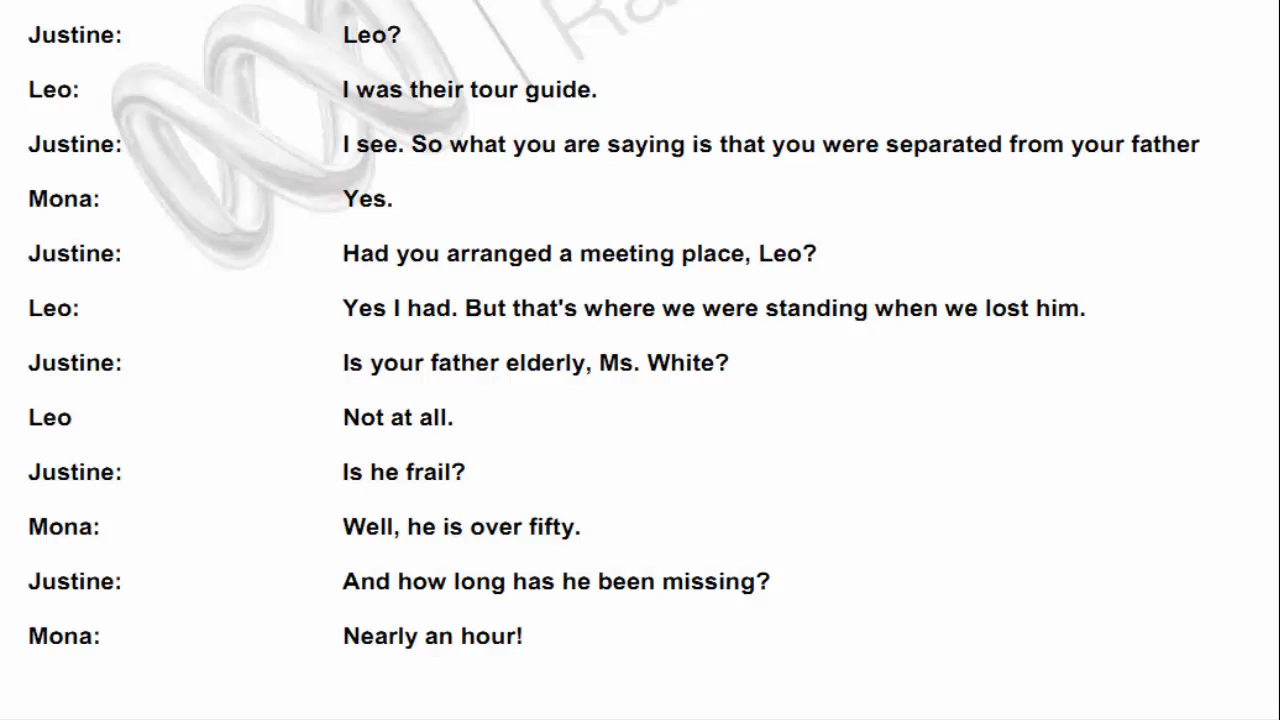 Ra
Justine: Leo?
Leo: I was their tour guide.
Justine: I see. So what you are saying is that you were separated from your father
Mona: Yes.
Justine: Had you arranged a meeting place, Leo?
Leo: Yes I had. But that's where we were standing when we lost him.
Justine: Is your father elderly, Ms. White?
Leo Not at all.
Justine: Is he frail?
Mona: Well, he is over fifty.
Justine: And how long has he been missing?
Mona: Nearly an hour!